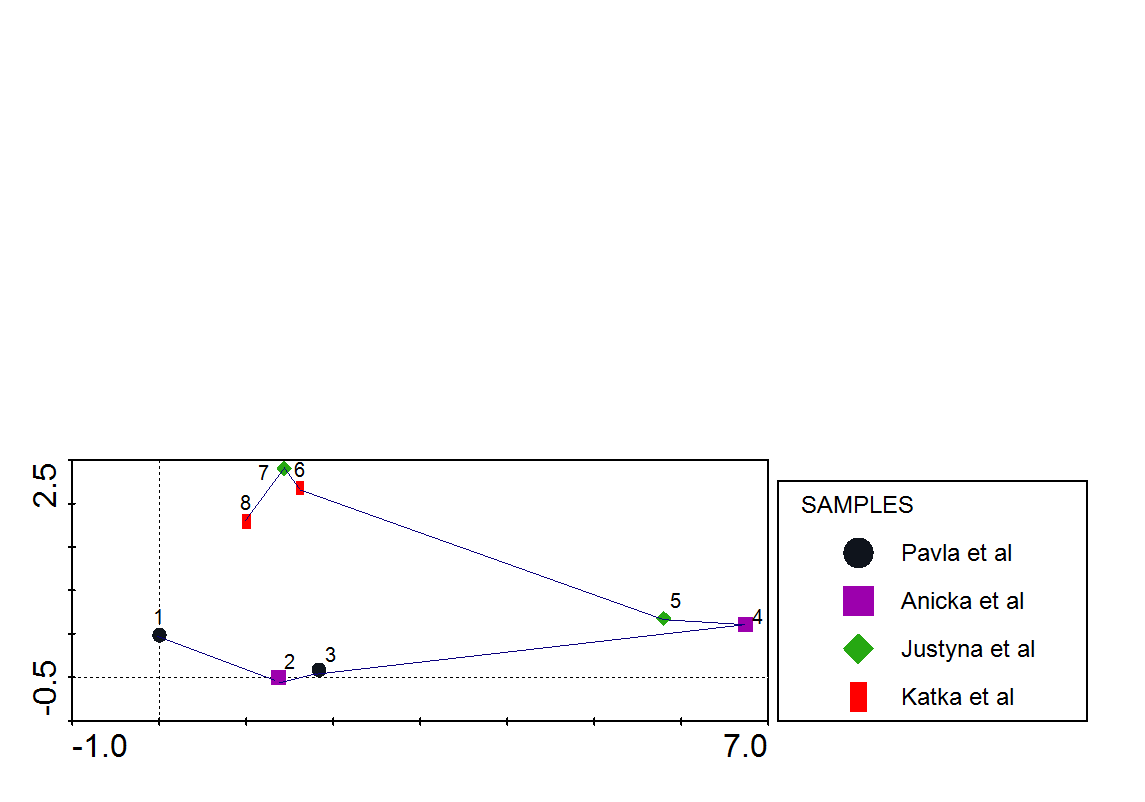 2.5
-0.5
-1.0
7.0
1
2
3
4
5
6
7
8
SAMPLES
Pavla et al
Anicka et al
Justyna et al
Katka et al